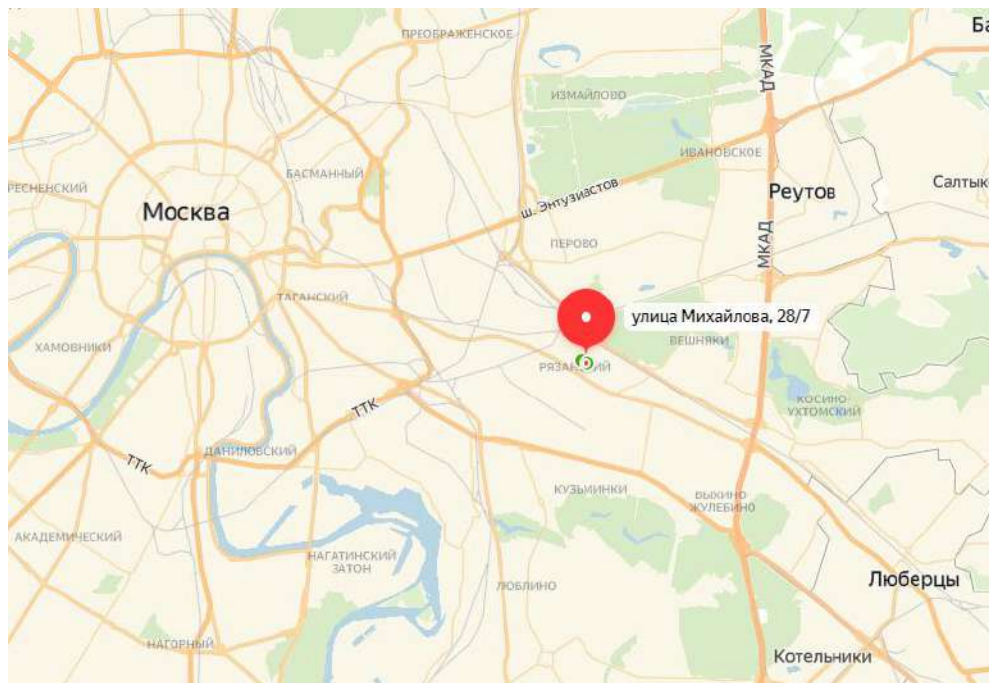 ПРЕОБРАЖЕНСКОЕ
Ба
МКАД
ИЗМАЙЛОВО
ИВАНОВСКОЕ
БАСМАННЫЙ
РЕСНЕНСКИЙ
Реутов
Салтык
ш. Энтузиастов
Москва
ПЕРОВО
МКАД
ТАГАНСКИЙ
улица Михайлова, 28/7
ВЕШНЯКИ
ХАМОВНИКИ
РЯЗАНСКИЙ
КОСИНО-
УХТОМСКИЙ
ТТК
ДАНИЛОВСКИЙ
ТТК
КУЗЬМИНКИ
ВЫХИНО
ЖУЛЕБИНО
АКАДЕМИЧЕСКИЙ
НАГАТИНСКИЙ
ЗАТОН
ЛЮБЛИНО
Люберцы
НАГОРНЫЙ
Котельники